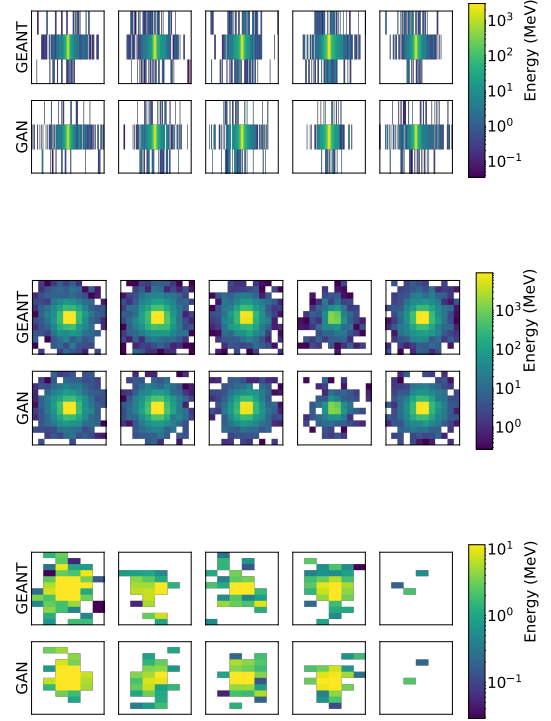 GEANT
GAN
10³
10²
10¹
10⁰
10⁻¹
Energy (MeV)
GEANT
GAN
10³
10²
10¹
10⁰
Energy (MeV)
GEANT
GAN
10¹
10⁰
10⁻¹
Energy (MeV)